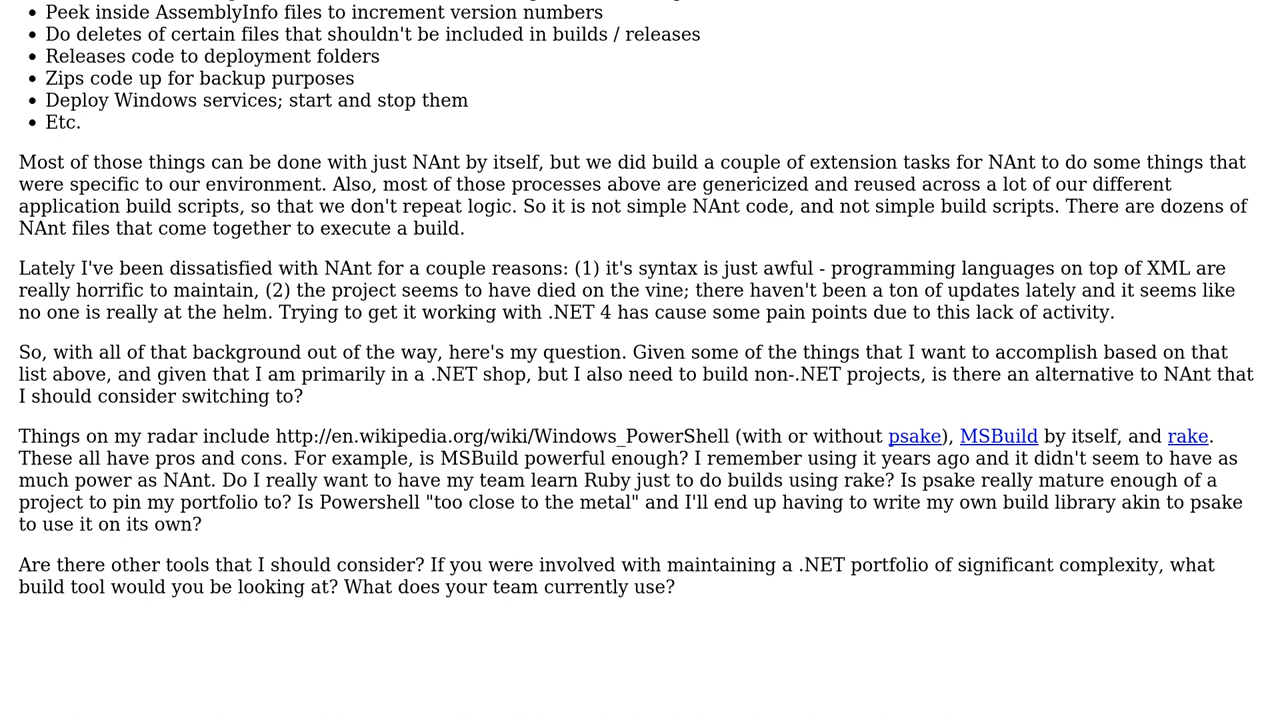 Peek inside AssemblyInfo files to increment version numbers
Do deletes of certain files that shouldn't be included in builds / releases
Releases code to deployment folders
Zips code up for backup purposes
Deploy Windows services; start and stop them
Etc.
Most of those things can be done with just NAnt by itself, but we did build a couple of extension tasks for NAnt to do some things that
were specific to our environment. Also, most of those processes above are genericized and reused across a lot of our different
application build scripts, so that we don't repeat logic. So it is not simple NAnt code, and not simple build scripts. There are dozens of
NAnt files that come together to execute a build.
Lately I've been dissatisfied with NAnt for a couple reasons: (1) it's syntax is just awful - programming languages on top of XML are
really horrific to maintain, (2) the project seems to have died on the vine; there haven't been a ton of updates lately and it seems like
no one is really at the helm. Trying to get it working with .NET 4 has cause some pain points due to this lack of activity.
So, with all of that background out of the way, here's my question. Given some of the things that I want to accomplish based on that
list above, and given that I am primarily in a .NET shop, but I also need to build non-.NET projects, is there an alternative to NAnt that
I should consider switching to?
Things on my radar include http://en.wikipedia.org/wiki/Windows_PowerShell (with or without psake), MSBuild by itself, and rake.
These all have pros and cons. For example, is MSBuild powerful enough? I remember using it years ago and it didn't seem to have as
much power as NAnt. Do I really want to have my team learn Ruby just to do builds using rake? Is psake really mature enough of a
project to pin my portfolio to? Is Powershell "too close to the metal" and I'll end up having to write my own build library akin to psake
to use it on its own?
Are there other tools that I should consider? If you were involved with maintaining a .NET portfolio of significant complexity, what
build tool would you be looking at? What does your team currently use?